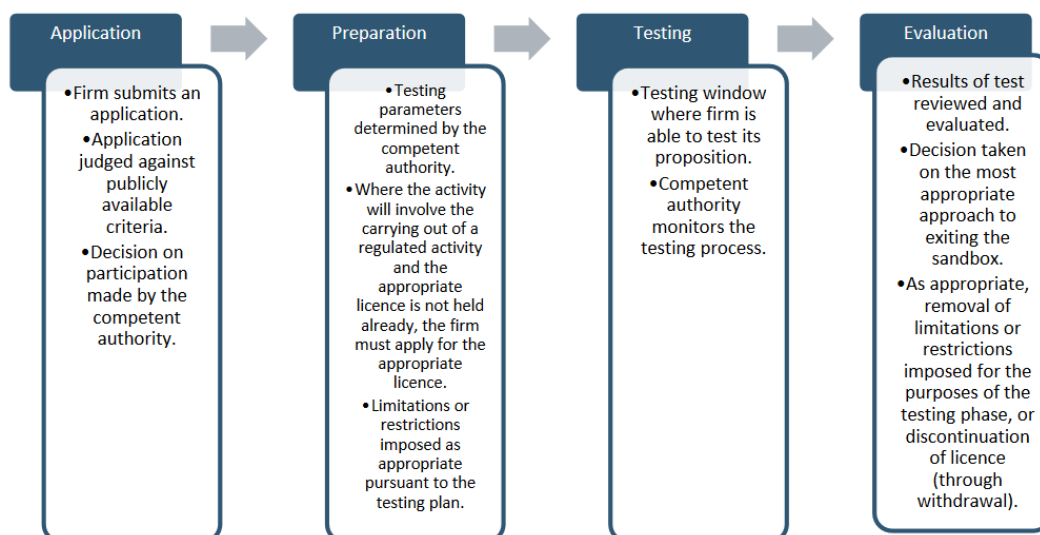 Application
•Firm submits an
application.
•Application
judged against
publicly
available
criteria.
•Decision on
participation
made by the
competent
authority.
Preparation
•Testing
parameters
determined by the
competent
authority.
•Where the activity
will involve the
carrying out of a
regulated activity
and the
appropriate
licence is not held
already, the firm
must apply for the
appropriate
licence.
•Limitations or
restrictions
imposed as
appropriate
pursuant to the
testing plan.
Testing
•Testing window
where firm is
able to test its
proposition.
•Competent
authority
monitors the
testing process.
Evaluation
•Results of test
reviewed and
evaluated.
•Decision taken
on the most
appropriate
approach to
exiting the
sandbox.
•As appropriate,
removal of
limitations or
restrictions
imposed for the
purposes of the
testing phase, or
discontinuation
of licence
(through
withdrawal).